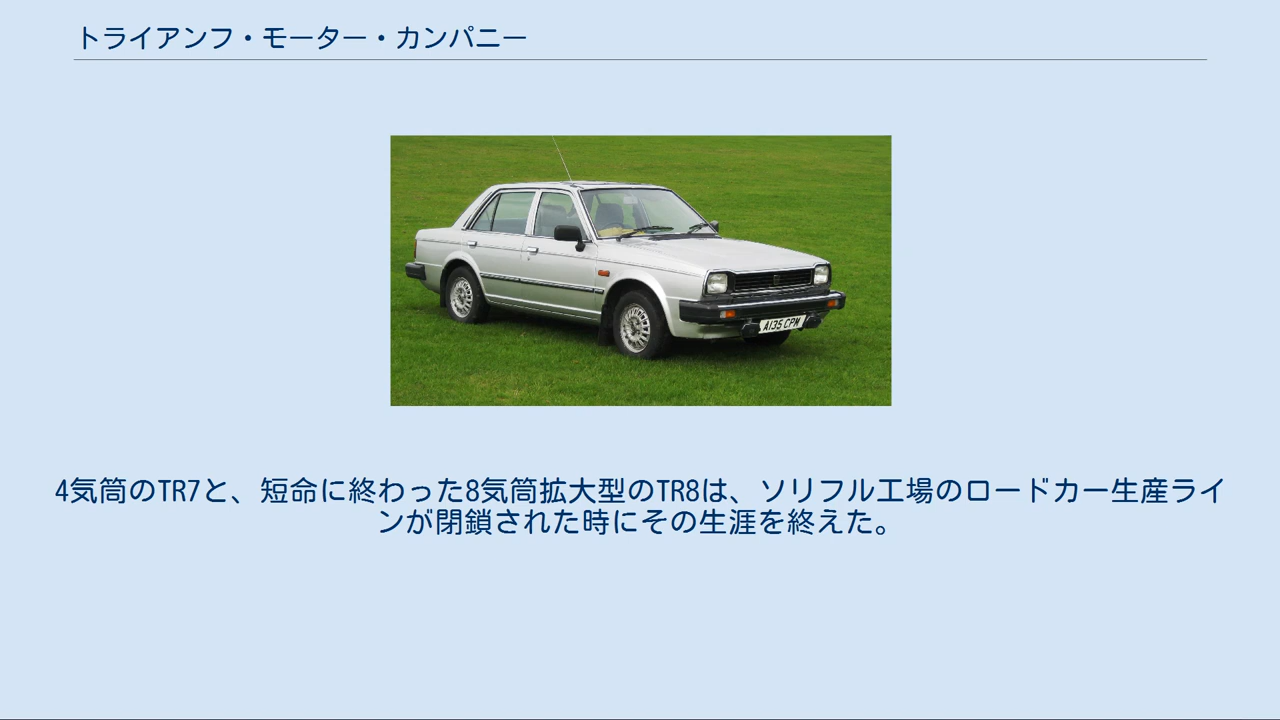 トライアンフ・モーター・カンパニー
A135 CPM
4気筒のTR7と、短命に終わった8気筒拡大型のTR8は、ソリフル工場のロードカー生産ライ
ンが閉鎖された時にその生涯を終えた。